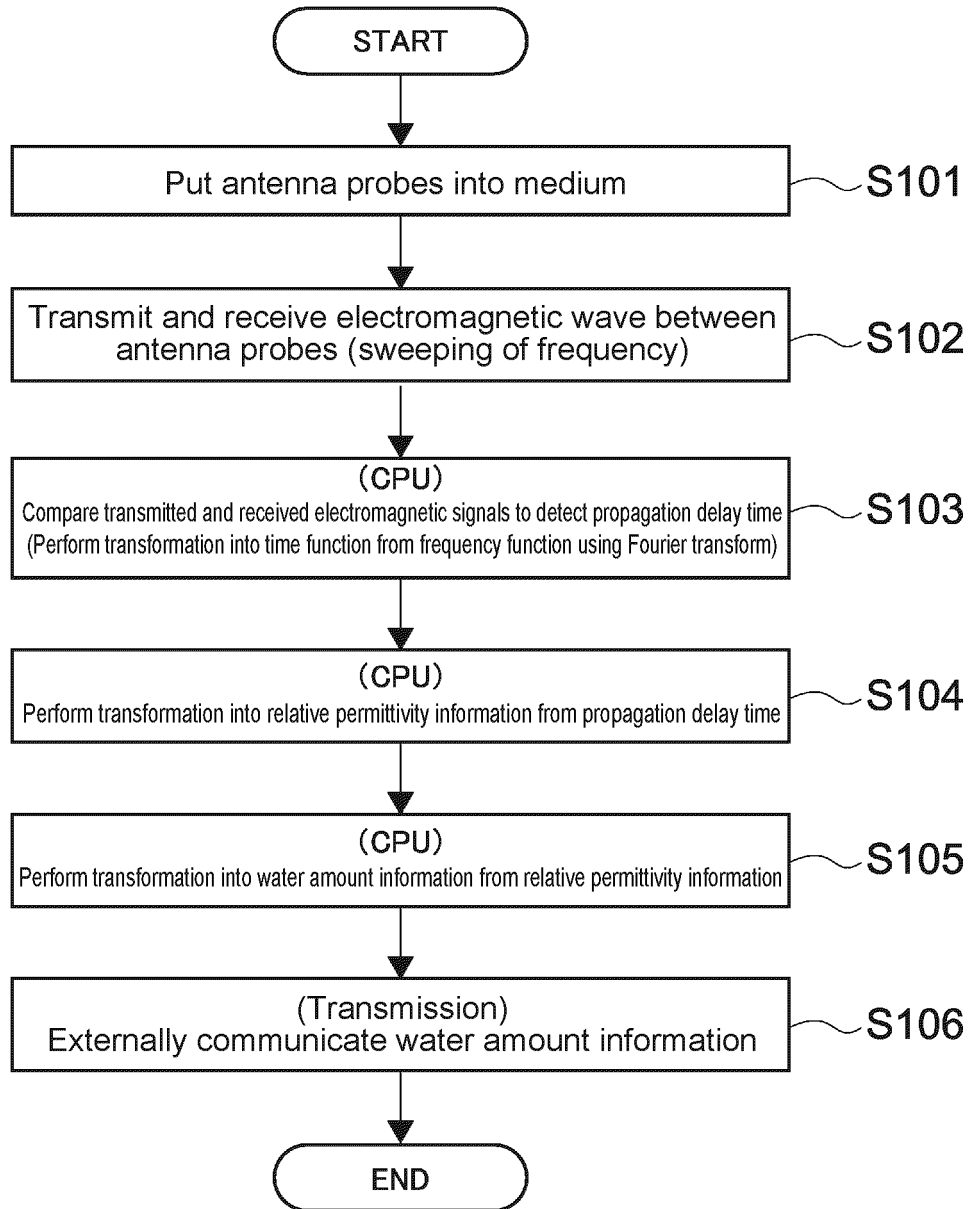 START
Put antenna probes into medium
S101
Transmit and receive electromagnetic wave between
antenna probes (sweeping of frequency)
S102
(CPU)
Compare transmitted and received electromagnetic signals to detect propagation delay time
(Perform transformation into time function from frequency function using Fourier transform)
S103
(CPU)
Perform transformation into relative permittivity information from propagation delay time
S104
(CPU)
Perform transformation into water amount information from relative permittivity information
S105
(Transmission)
Externally communicate water amount information
S106
END